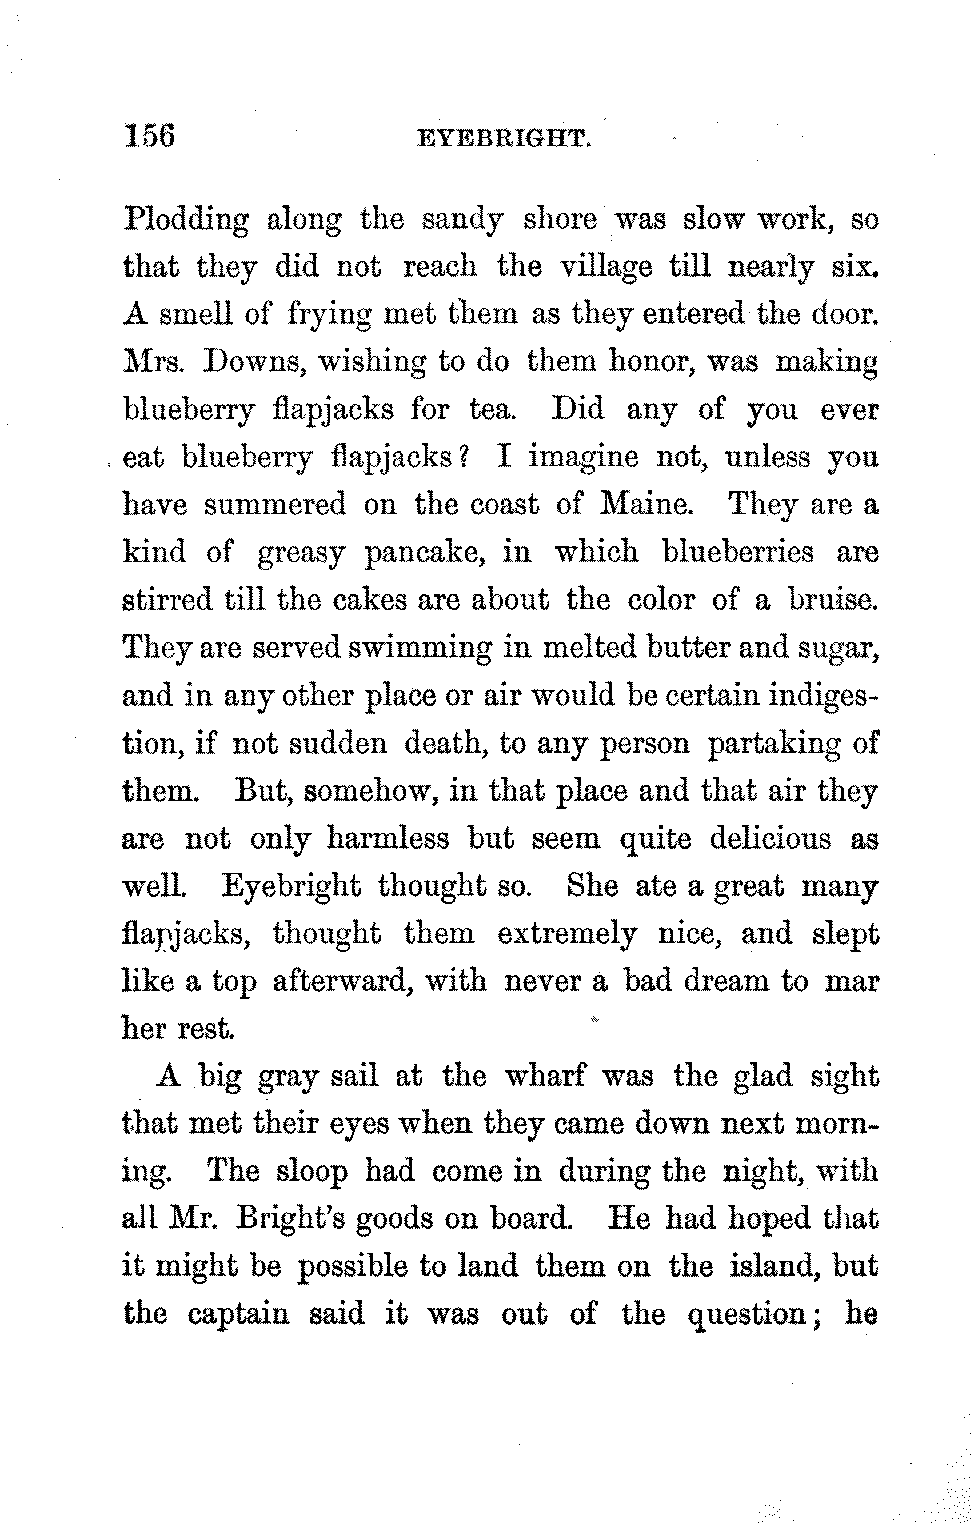 156 EYEBRIGHT.
Plodding along the sandy shore was slow work, so
that they did not reach the village till nearly six.
A smell of frying met them as they entered the door.
Mrs. Downs, wishing to do them honor, was making
blueberry flapjacks for tea. Did any of you ever
eat blueberry flapjacks? I imagine not, unless you
have summered on the coast of Maine. They are a
kind of greasy pancake, in which blueberries are
stirred till the cakes are about the color of a bruise.
They are served swimming in melted butter and sugar,
and in any other place or air would be certain indiges-
tion, if not sudden death, to any person partaking of
them. But, somehow, in that place and that air they
are not only harmless but seem quite delicious as
well. Eyebright thought so. She ate a great many
flapjacks, thought them extremely nice, and slept
like a top afterward, with never a bad dream to mar
her rest.
A big gray sail at the wharf was the glad sight
that met their eyes when they came down next morn-
ing. The sloop had come in during the night, with
all Mr. Bright's goods on board. He had hoped that
it might be possible to land them on the island, but
the captain said it was out of the question; he